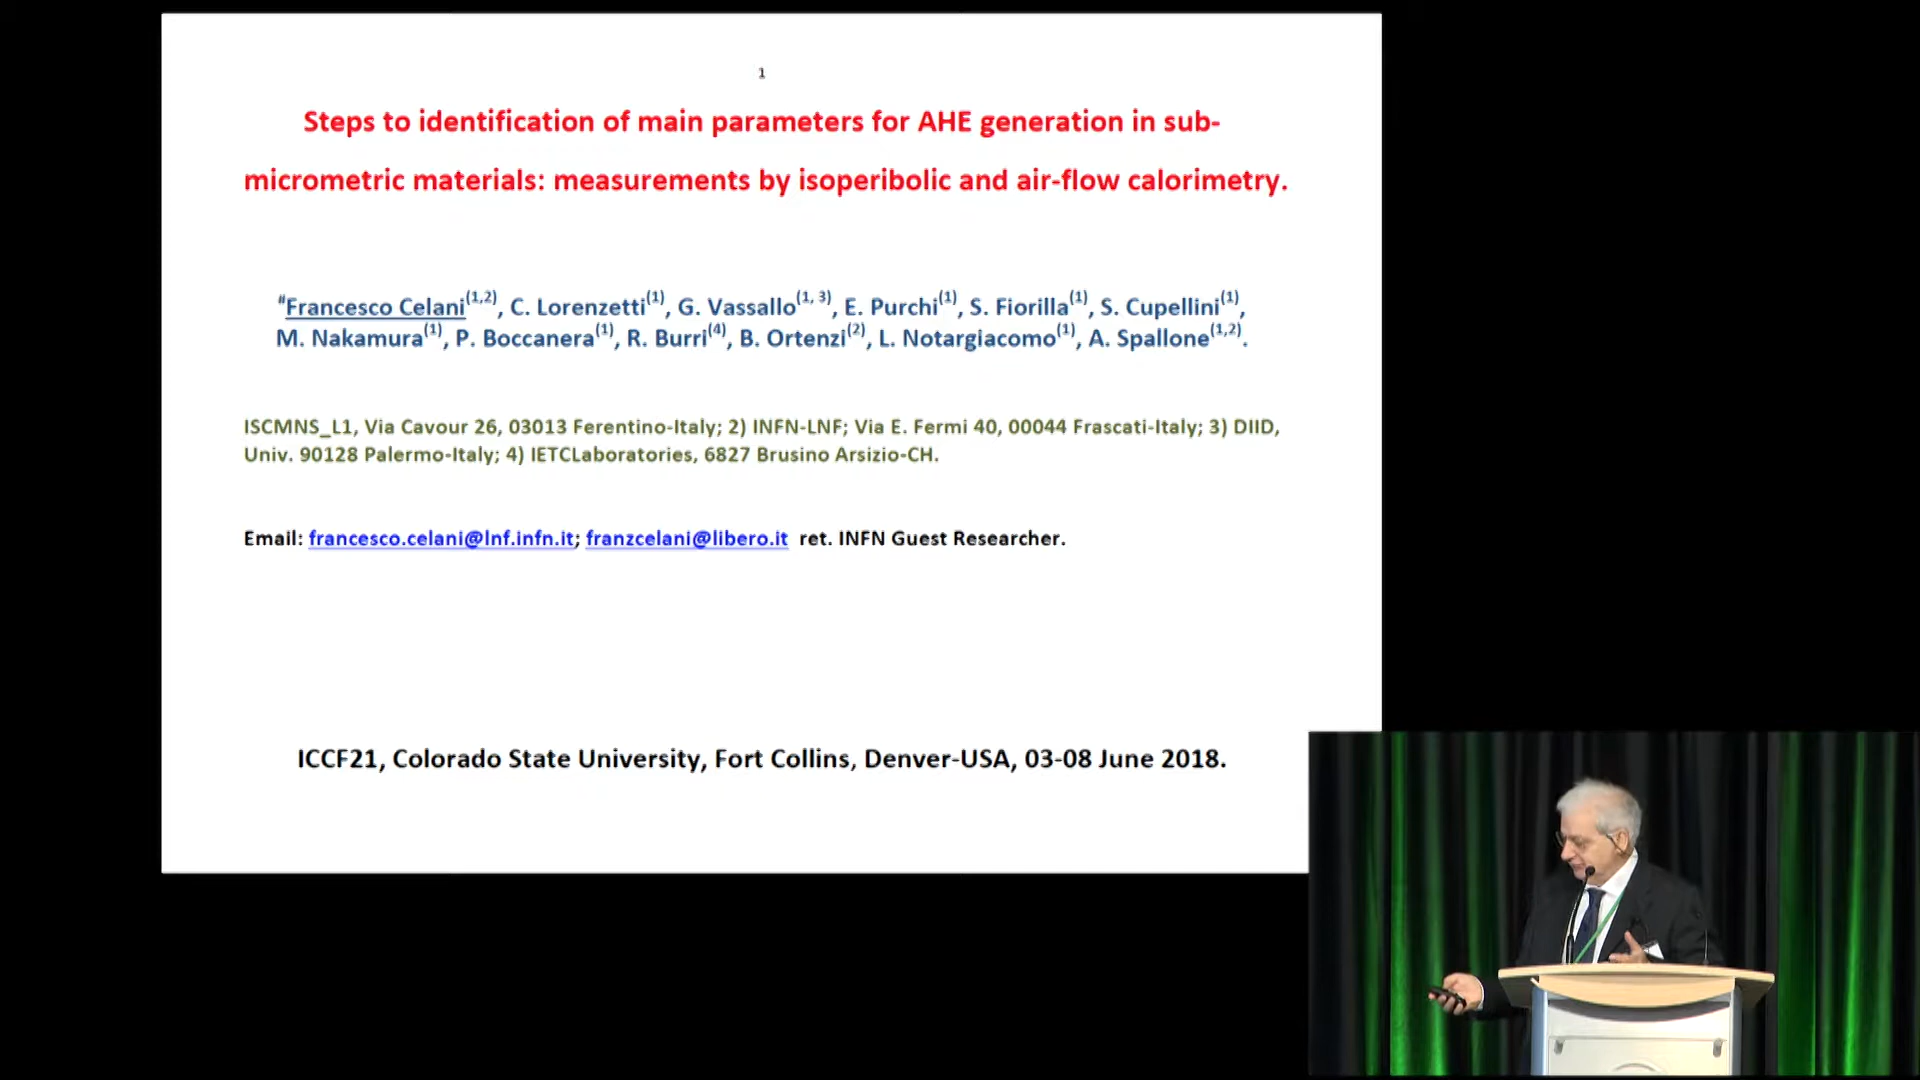 1
Steps to identification of main parameters for AHE generation in sub-
micrometric materials: measurements by isoperibolic and air-flow calorimetry.
#Francesco Celani(1,2), C. Lorenzetti(1), G. Vassallo(1, 3), E. Purchi(1), S. Fiorilla(1), S. Cupellini(1),
M. Nakamura(1), P. Boccanera(1), R. Burri(4), B. Ortenzi(2), L. Notargiacomo(1), A. Spallone(1,2).
ISCMNS_L1, Via Cavour 26, 03013 Ferentino-Italy; 2) INFN-LNF; Via E. Fermi 40, 00044 Frascati-Italy; 3) DIID,
Univ. 90128 Palermo-Italy; 4) IETCLaboratories, 6827 Brusino Arsizio-CH.
Email: francesco.celani@lnf.infn.it; franzcelani@libero.it ret. INFN Guest Researcher.
ICCF21, Colorado State University, Fort Collins, Denver-USA, 03-08 June 2018.